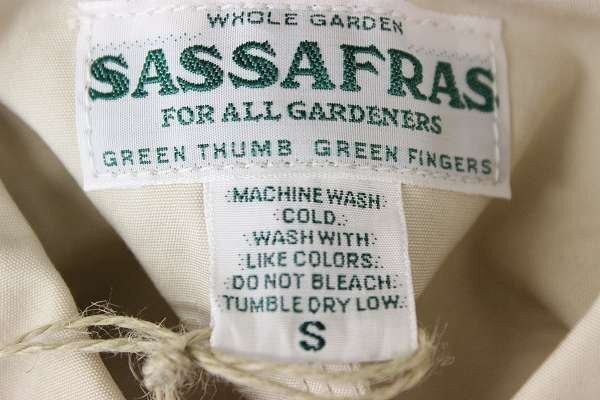 WHOLE GARDEN
SASSAFRAS
FOR ALL GARDENERS
GREEN THUMB GREEN FINGERS
MACHINE WASH
COLD.
WASH WITH
LIKE COLORS.
DO NOT BLEACH.
TUMBLE DRY LOW.
S